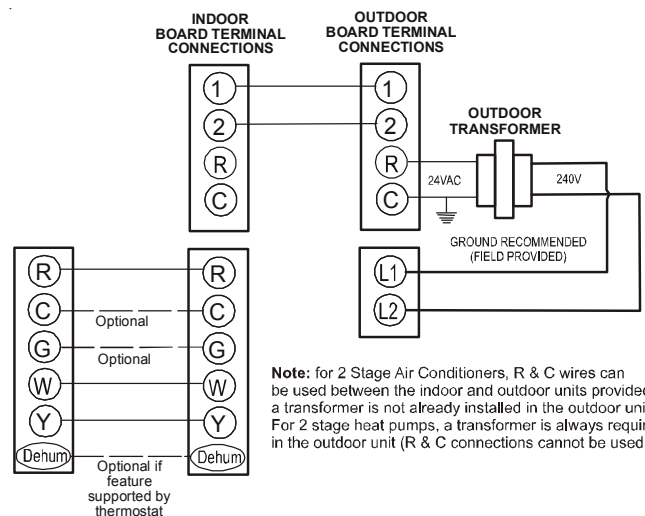 INDOOR
BOARD TERMINAL
CONNECTIONS
OUTDOOR
BOARD TERMINAL
CONNECTIONS
1
2
R
C
1
2
R
C
OUTDOOR
TRANSFORMER
24VAC
240V
GROUND RECOMMENDED
(FIELD PROVIDED)
L1
L2
R
R
C
Optional
C
G
Optional
G
W
W
Y
Y
Dehum
Optional if
feature
supported by
thermostat
Dehum
Note: for 2 Stage Air Conditioners, R & C wires can
be used between the indoor and outdoor units provided
a transformer is not already installed in the outdoor
For 2 stage heat pumps, a transformer is always
in the outdoor unit (R & C connections cannot be used